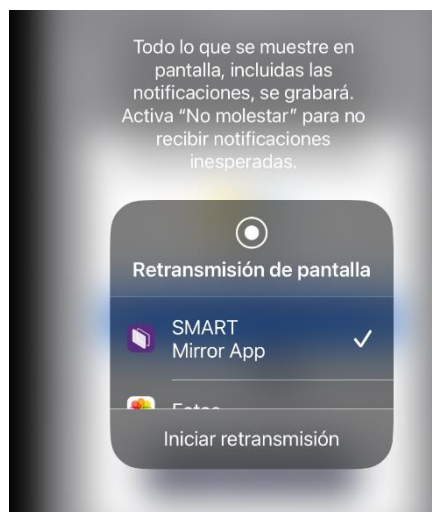 Todo lo que se muestre en
pantalla, incluidas las
notificaciones, se grabará.
Activa “No molestar” para no
recibir notificaciones
inesperadas.
Retransmisión de pantalla
SMART
Mirror App
Fotos
Iniciar retransmisión